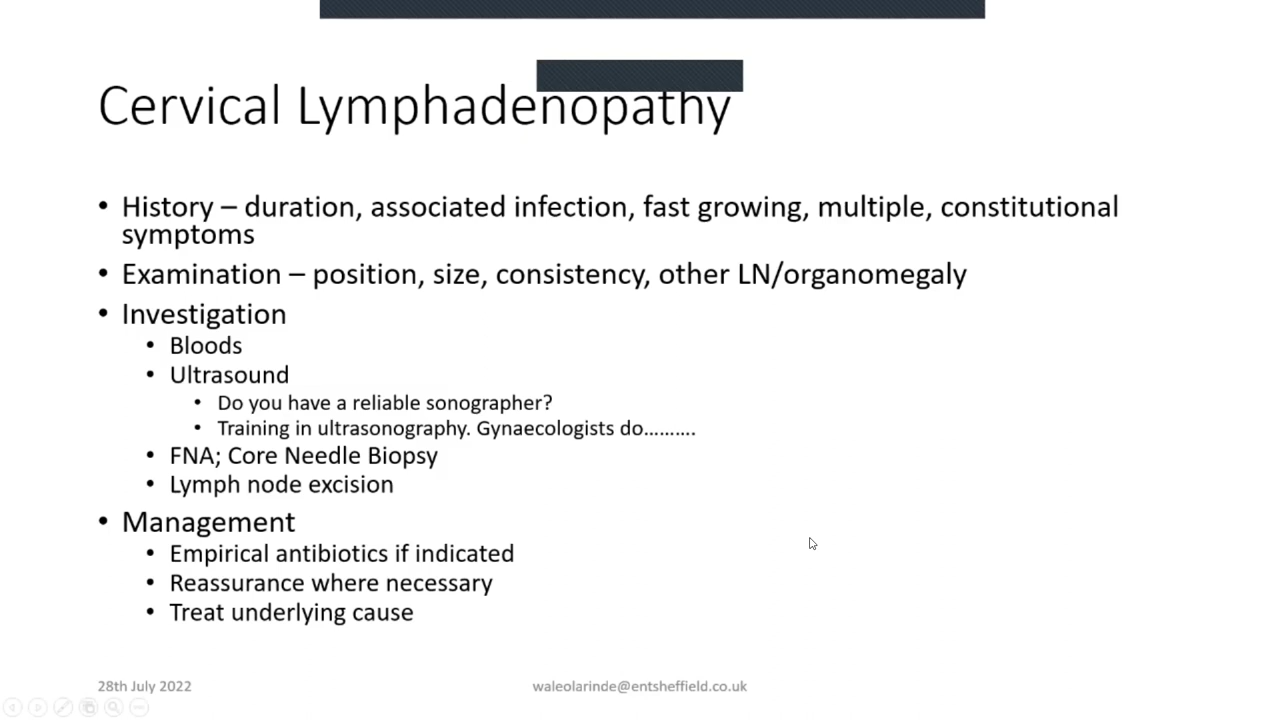 Cervical Lymphadenopathy
• History – duration, associated infection, fast growing, multiple, constitutional
symptoms
• Examination – position, size, consistency, other LN/organomegaly
• Investigation
• Bloods
• Ultrasound
• Do you have a reliable sonographer?
• Training in ultrasonography. Gynaecologists do……….
• FNA; Core Needle Biopsy
• Lymph node excision
• Management
• Empirical antibiotics if indicated
• Reassurance where necessary
• Treat underlying cause
28th July 2022
waleolarinde@entsheffield.co.uk